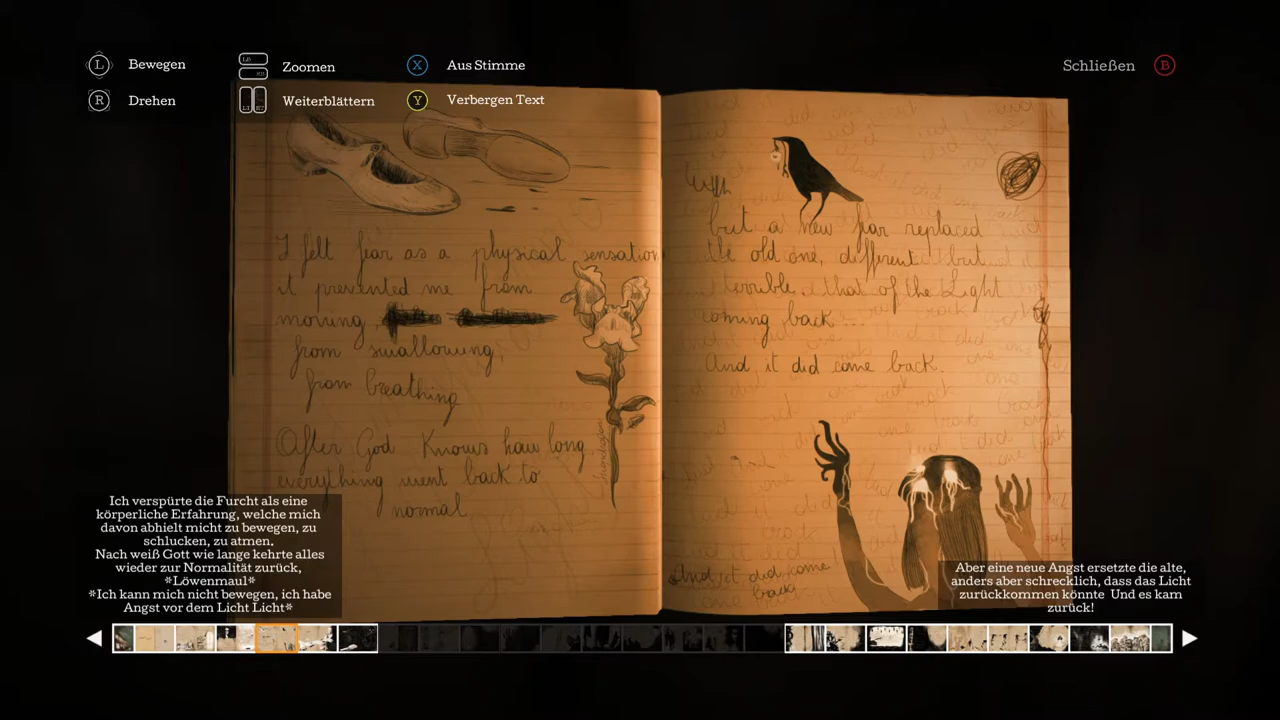 Bewegen
Zoomen
Aus Stimme
Schließen
B
L
X
Drehen
R
Weiterblättern
Y
Verbergen Text
I felt fear as a physical sensation
it prevented me from
moving,
from swallowing,
from breathing
After God Knows how long
everything went back to
normal
but a new fear replaced
the old one, different but
terrible: that of the Light
coming back...
And it did come back.
And it did come
back
Ich verspürte die Furcht als eine
körperliche Erfahrung, welche mich
davon abhielt micht zu bewegen, zu
schlucken, zu atmen.
Nach weiß Gott wie lange kehrte alles
wieder zur Normalität zurück,
*Löwenmaul*
*Ich kann mich nicht bewegen, ich habe
Angst vor dem Licht Licht*
Aber eine neue Angst ersetzte die alte,
anders aber schrecklich, dass das Licht
zurückkommen könnte Und es kam
zurück!